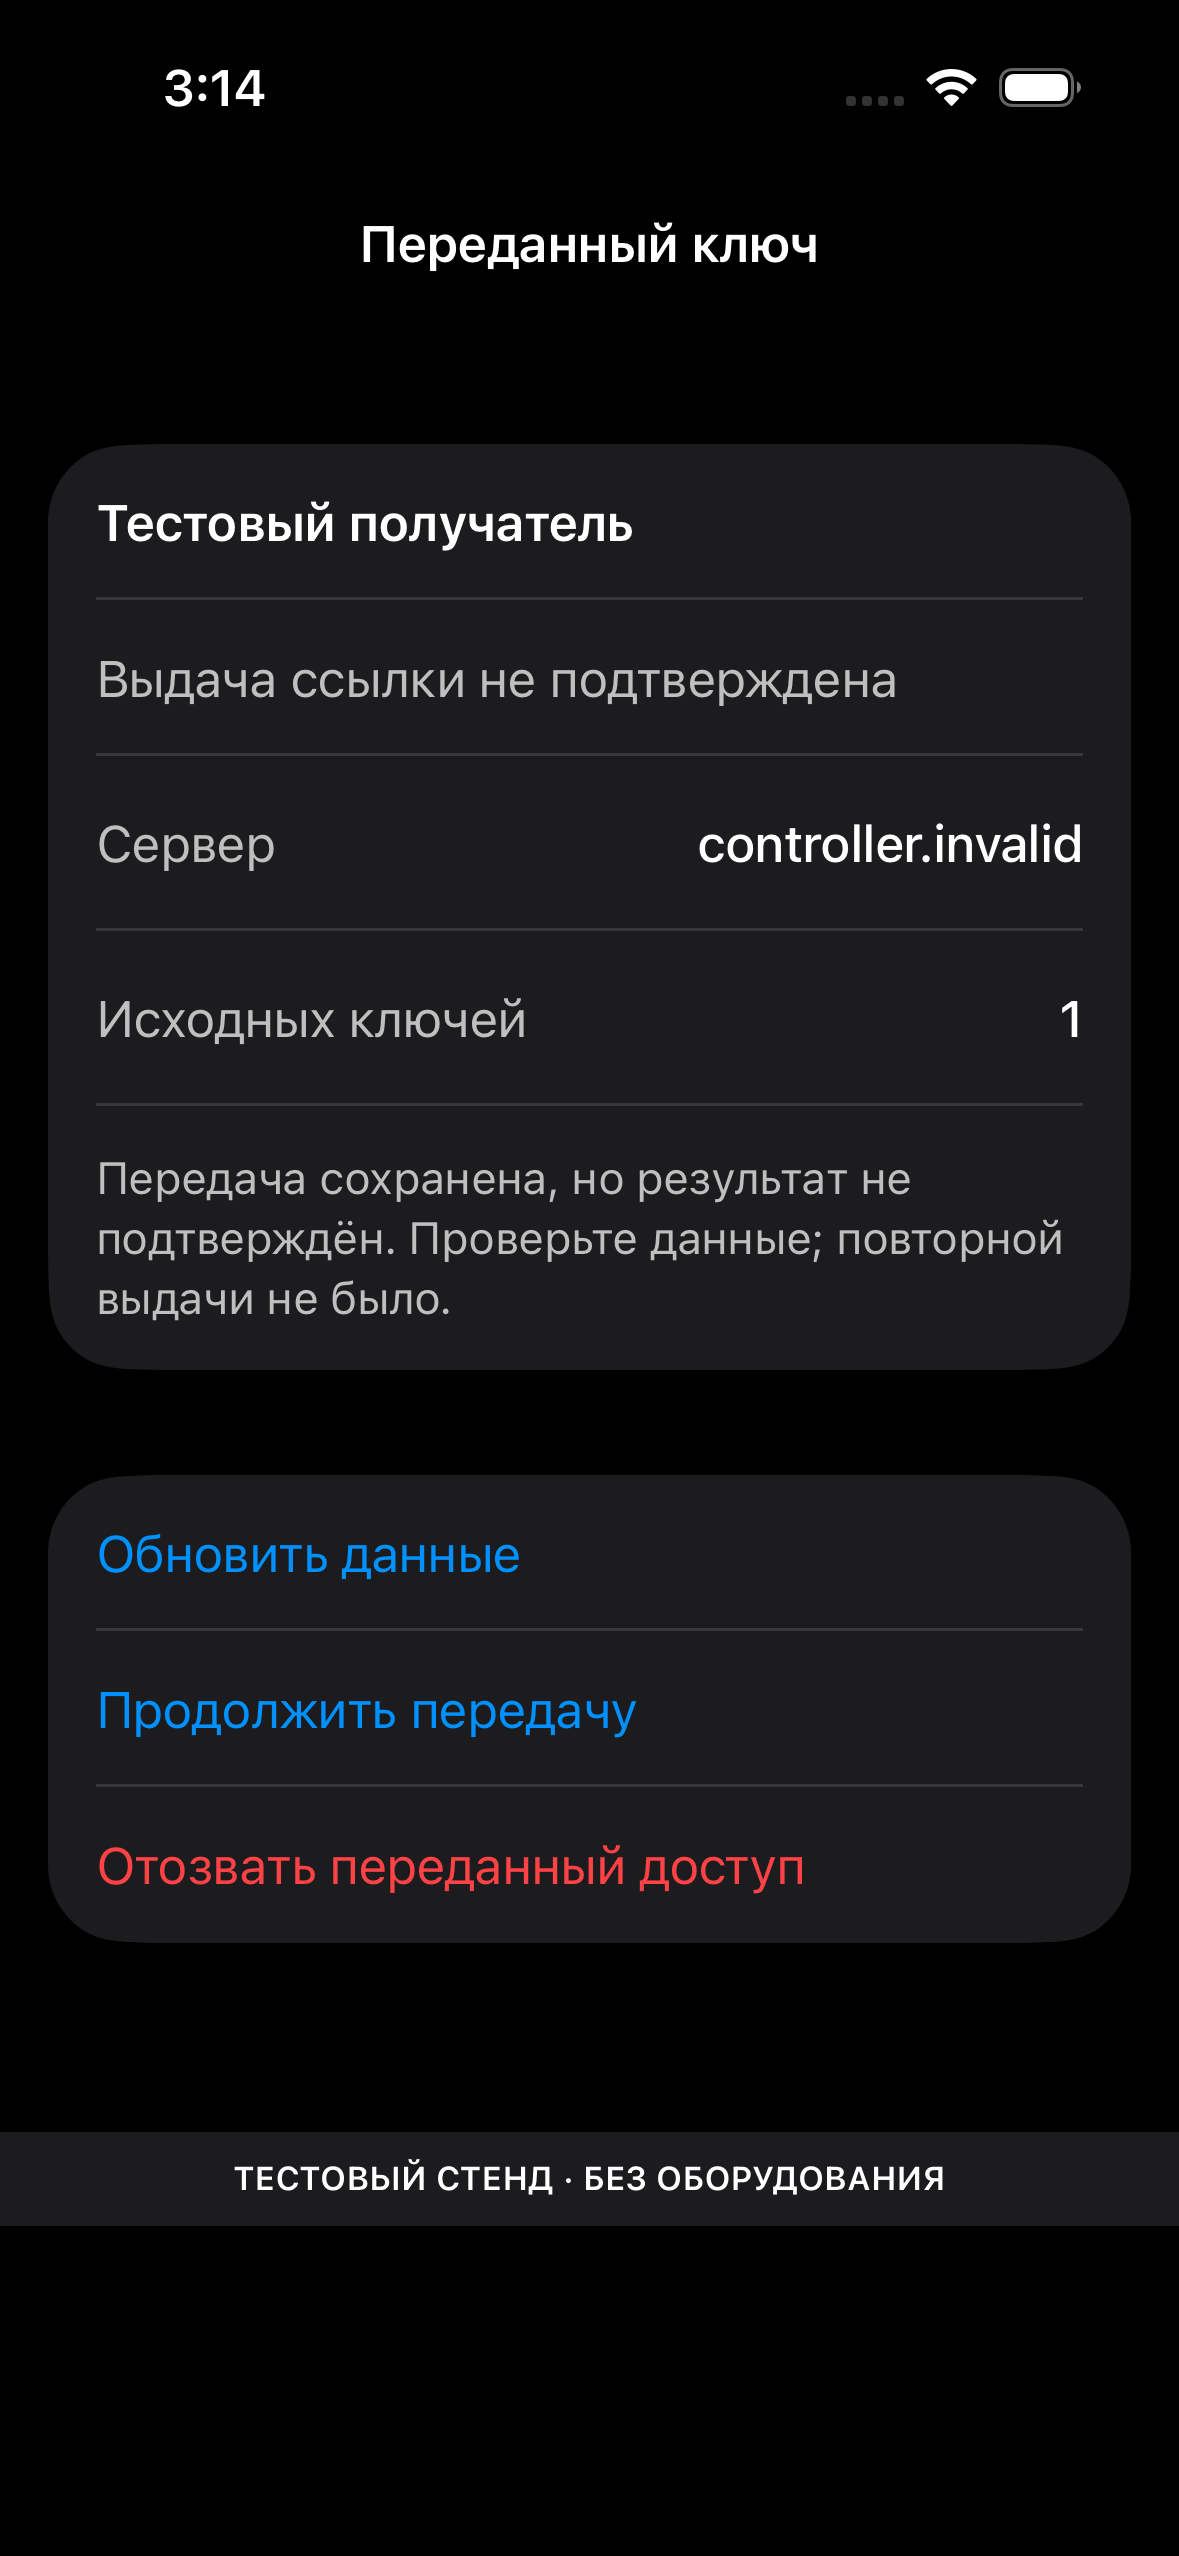 3:14
Переданный ключ
Тестовый получатель
Выдача ссылки не подтверждена
Сервер controller.invalid
Исходных ключей 1
Передача сохранена, но результат не
подтверждён. Проверьте данные; повторной
выдачи не было.
Обновить данные
Продолжить передачу
Отозвать переданный доступ
ТЕСТОВЫЙ СТЕНД · БЕЗ ОБОРУДОВАНИЯ